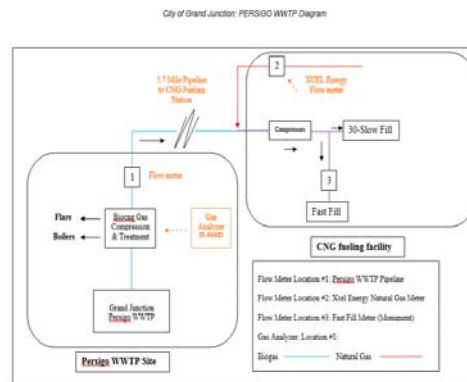 City of Grand Junction: PERSIGO WWTP Diagram
2
5.7 Mile Pipeline
to CNG Fueling
Station
XCEL Energy
Flow meter
Compressors
30-Slow Fill
1
Flow meter
3
Flare
Boilers
Biogas Gas
Compression
& Treatment
Gas
Analyzer
Fast Fill
CNG fueling facility
Grand Junction
Persigo WWTP
Flow Meter Location #1: Persigo WWTP Pipeline
Flow Meter Location #2: Xcel Energy Natural Gas Meter
Flow Meter Location #3: Fast Fill Meter (Monument)
Gas Analyzer: Location #1:
Biogas
Natural Gas
Persigo WWTP Site